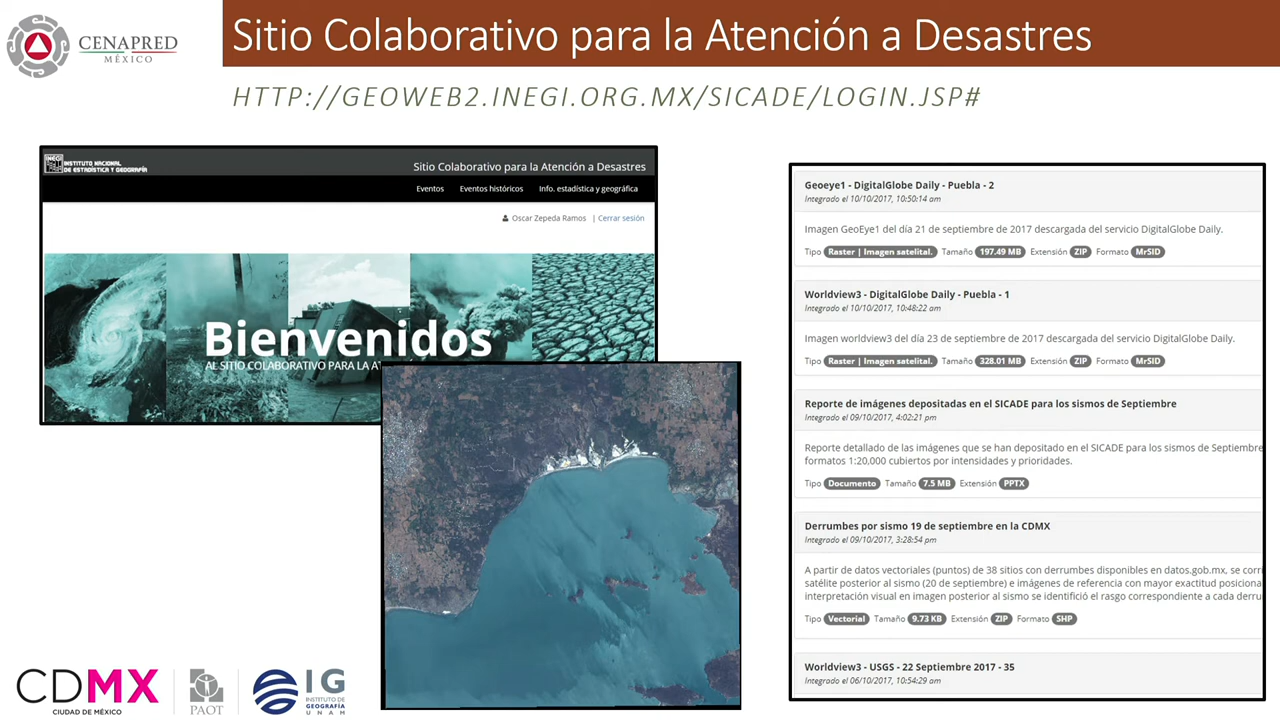 CENAPRED
MÉXICO
Sitio Colaborativo para la Atención a Desastres
HTTP://GEOWEB2.INEGI.ORG.MX/SICADE/LOGIN.JSP#
INEGI
INSTITUTO NACIONAL
DE ESTADÍSTICA Y GEOGRAFÍA
Sitio Colaborativo para la Atención a Desastres
Eventos Eventos históricos Info. estadística y geográfica
Oscar Zepeda Ramos | Cerrar sesión
Bienvenidos
AL SITIO COLABORATIVO PARA LA AT
Geoeye1 - DigitalGlobe Daily - Puebla - 2
Integrado el 10/10/2017, 10:50:14 am
Imagen GeoEye1 del día 21 de septiembre de 2017 descargada del servicio DigitalGlobe Daily.
Tipo Raster | Imagen satelital. Tamaño 197.49 MB Extensión ZIP Formato MrSID
Worldview3 - DigitalGlobe Daily - Puebla - 1
Integrado el 10/10/2017, 10:48:22 am
Imagen worldview3 del día 23 de septiembre de 2017 descargada del servicio DigitalGlobe Daily.
Tipo Raster | Imagen satelital. Tamaño 328.01 MB Extensión ZIP Formato MrSID
Reporte de imágenes depositadas en el SICADE para los sismos de Septiembre
Integrado el 09/10/2017, 4:02:21 pm
Reporte detallado de las imágenes que se han depositado en el SICADE para los sismos de Septiembre
formatos 1:20,000 cubiertos por intensidades y prioridades.
Tipo Documento Tamaño 7.5 MB Extensión PPTX
Derrumbes por sismo 19 de septiembre en la CDMX
Integrado el 09/10/2017, 3:28:54 pm
A partir de datos vectoriales (puntos) de 38 sitios con derrumbes disponibles en datos.gob.mx, se corri
satélite posterior al sismo (20 de septiembre) e imágenes de referencia con mayor exactitud posiciona
interpretación visual en imagen posterior al sismo se identifició el rasgo correspondiente a cada derru
Tipo Vectorial Tamaño 9.73 KB Extensión ZIP Formato SHP
Worldview3 - USGS - 22 Septiembre 2017 - 35
Integrado el 06/10/2017, 10:54:29 am
CDMX
CIUDAD DE MÉXICO
PAOT
IG
INSTITUTO DE
GEOGRAFÍA
UNAM